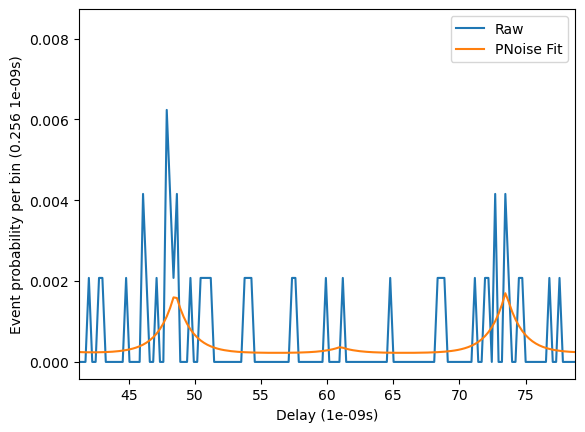 Raw
PNoise Fit
Event probability per bin (0.256 1e-09s)
0.008
0.006
0.004
0.002
0.000
45 50 55 60 65 70 75
Delay (1e-09s)